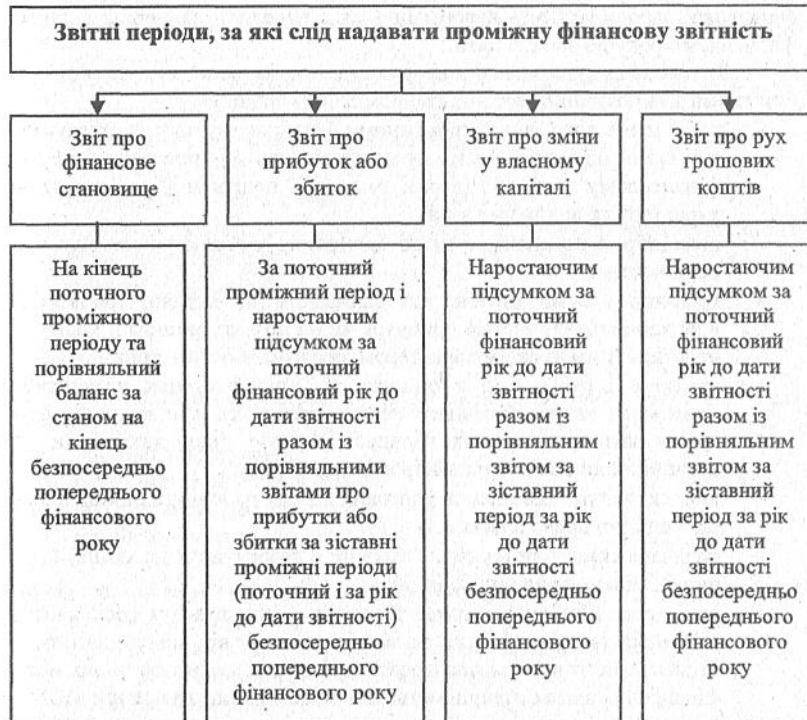 Звітні періоди, за які слід надавати проміжну фінансову звітність
Звіт про
фінансове
становище
Звіт про
прибуток або
збиток
Звіт про зміни
у власному
капіталі
Звіт про рух
грошових
коштів
На кінець
поточного
проміжного
періоду та
порівняльний
баланс за
станом на
кінець
безпосередньо
попереднього
фінансового
року
За поточний
проміжний період і
наростаючим
підсумком за
поточний
фінансовий рік до
дати звітності
разом із
порівняльними
звітами про
прибутки або
збитки за зіставні
проміжні періоди
(поточний і за рік
до дати звітності)
безпосередньо
попереднього
фінансового року
Наростаючим
підсумком за
поточний
фінансовий
рік до дати
звітності
разом із
порівняльним
звітом за
зіставний
період за рік
до дати
звітності
безпосередньо
попереднього
фінансового
року
Наростаючим
підсумком за
поточний
фінансовий
рік до дати
звітності
разом із
порівняльним
звітом за
зіставний
період за рік
до дати
звітності
безпосередньо
попереднього
фінансового
року